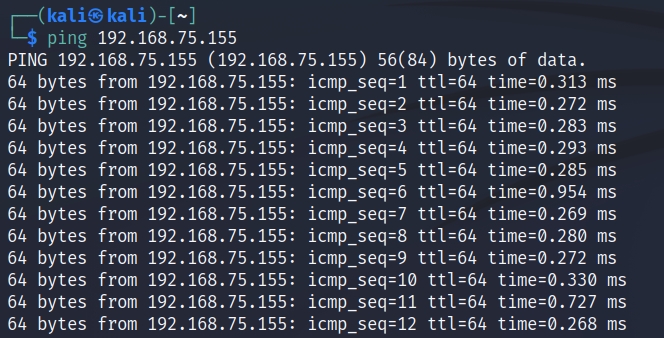 ┌──(kali㉿kali)-[~]
└─$ ping 192.168.75.155
PING 192.168.75.155 (192.168.75.155) 56(84) bytes of data.
64 bytes from 192.168.75.155: icmp_seq=1 ttl=64 time=0.313 ms
64 bytes from 192.168.75.155: icmp_seq=2 ttl=64 time=0.272 ms
64 bytes from 192.168.75.155: icmp_seq=3 ttl=64 time=0.283 ms
64 bytes from 192.168.75.155: icmp_seq=4 ttl=64 time=0.293 ms
64 bytes from 192.168.75.155: icmp_seq=5 ttl=64 time=0.285 ms
64 bytes from 192.168.75.155: icmp_seq=6 ttl=64 time=0.954 ms
64 bytes from 192.168.75.155: icmp_seq=7 ttl=64 time=0.269 ms
64 bytes from 192.168.75.155: icmp_seq=8 ttl=64 time=0.280 ms
64 bytes from 192.168.75.155: icmp_seq=9 ttl=64 time=0.272 ms
64 bytes from 192.168.75.155: icmp_seq=10 ttl=64 time=0.330 ms
64 bytes from 192.168.75.155: icmp_seq=11 ttl=64 time=0.727 ms
64 bytes from 192.168.75.155: icmp_seq=12 ttl=64 time=0.268 ms